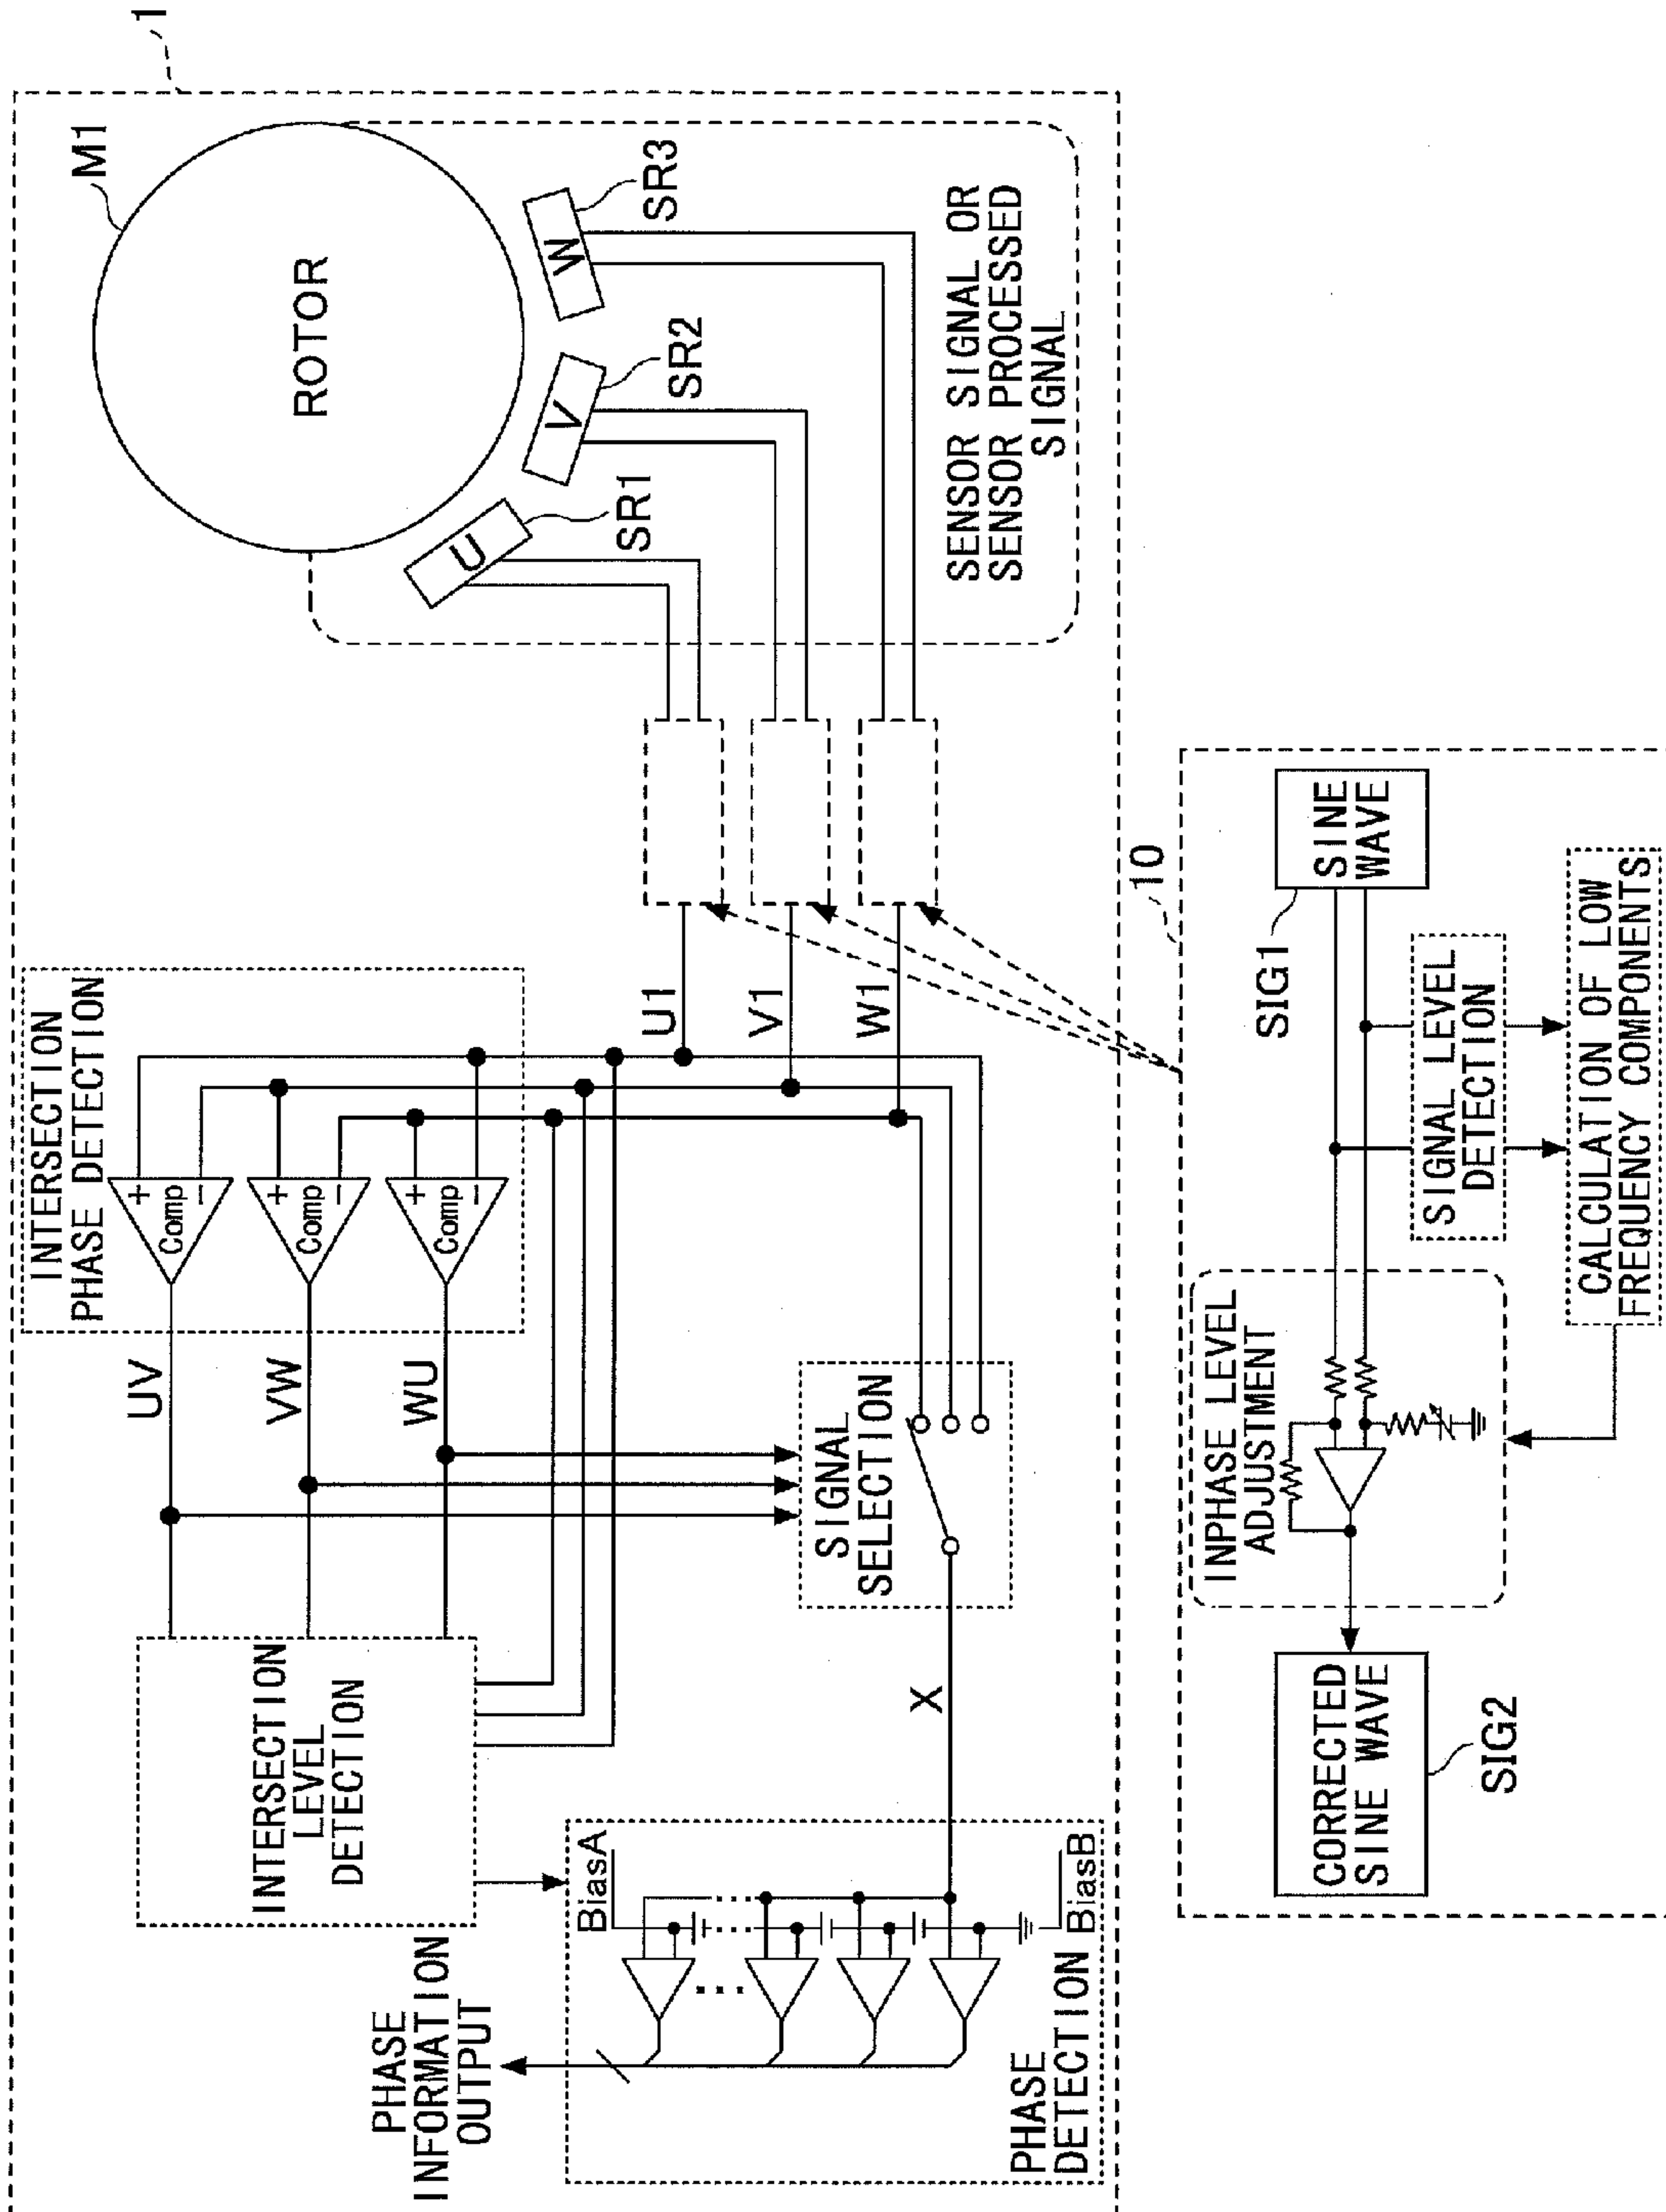 1
M1
ROTOR
U
V
W
SR1
SR2
SR3
SENSOR SIGNAL OR
SENSOR PROCESSED
SIGNAL
INTERSECTION
PHASE DETECTION
+
Comp
-
+
Comp
-
+
Comp
-
U1
V1
W1
UV
VW
WU
SIGNAL
SELECTION
INTERSECTION
LEVEL
DETECTION
X
BiasA
BiasB
PHASE
DETECTION
PHASE
INFORMATION
OUTPUT
10
SINE
WAVE
SIG1
SIGNAL LEVEL
DETECTION
CALCULATION OF LOW
FREQUENCY COMPONENTS
INPHASE LEVEL
ADJUSTMENT
CORRECTED
SINE WAVE
SIG2